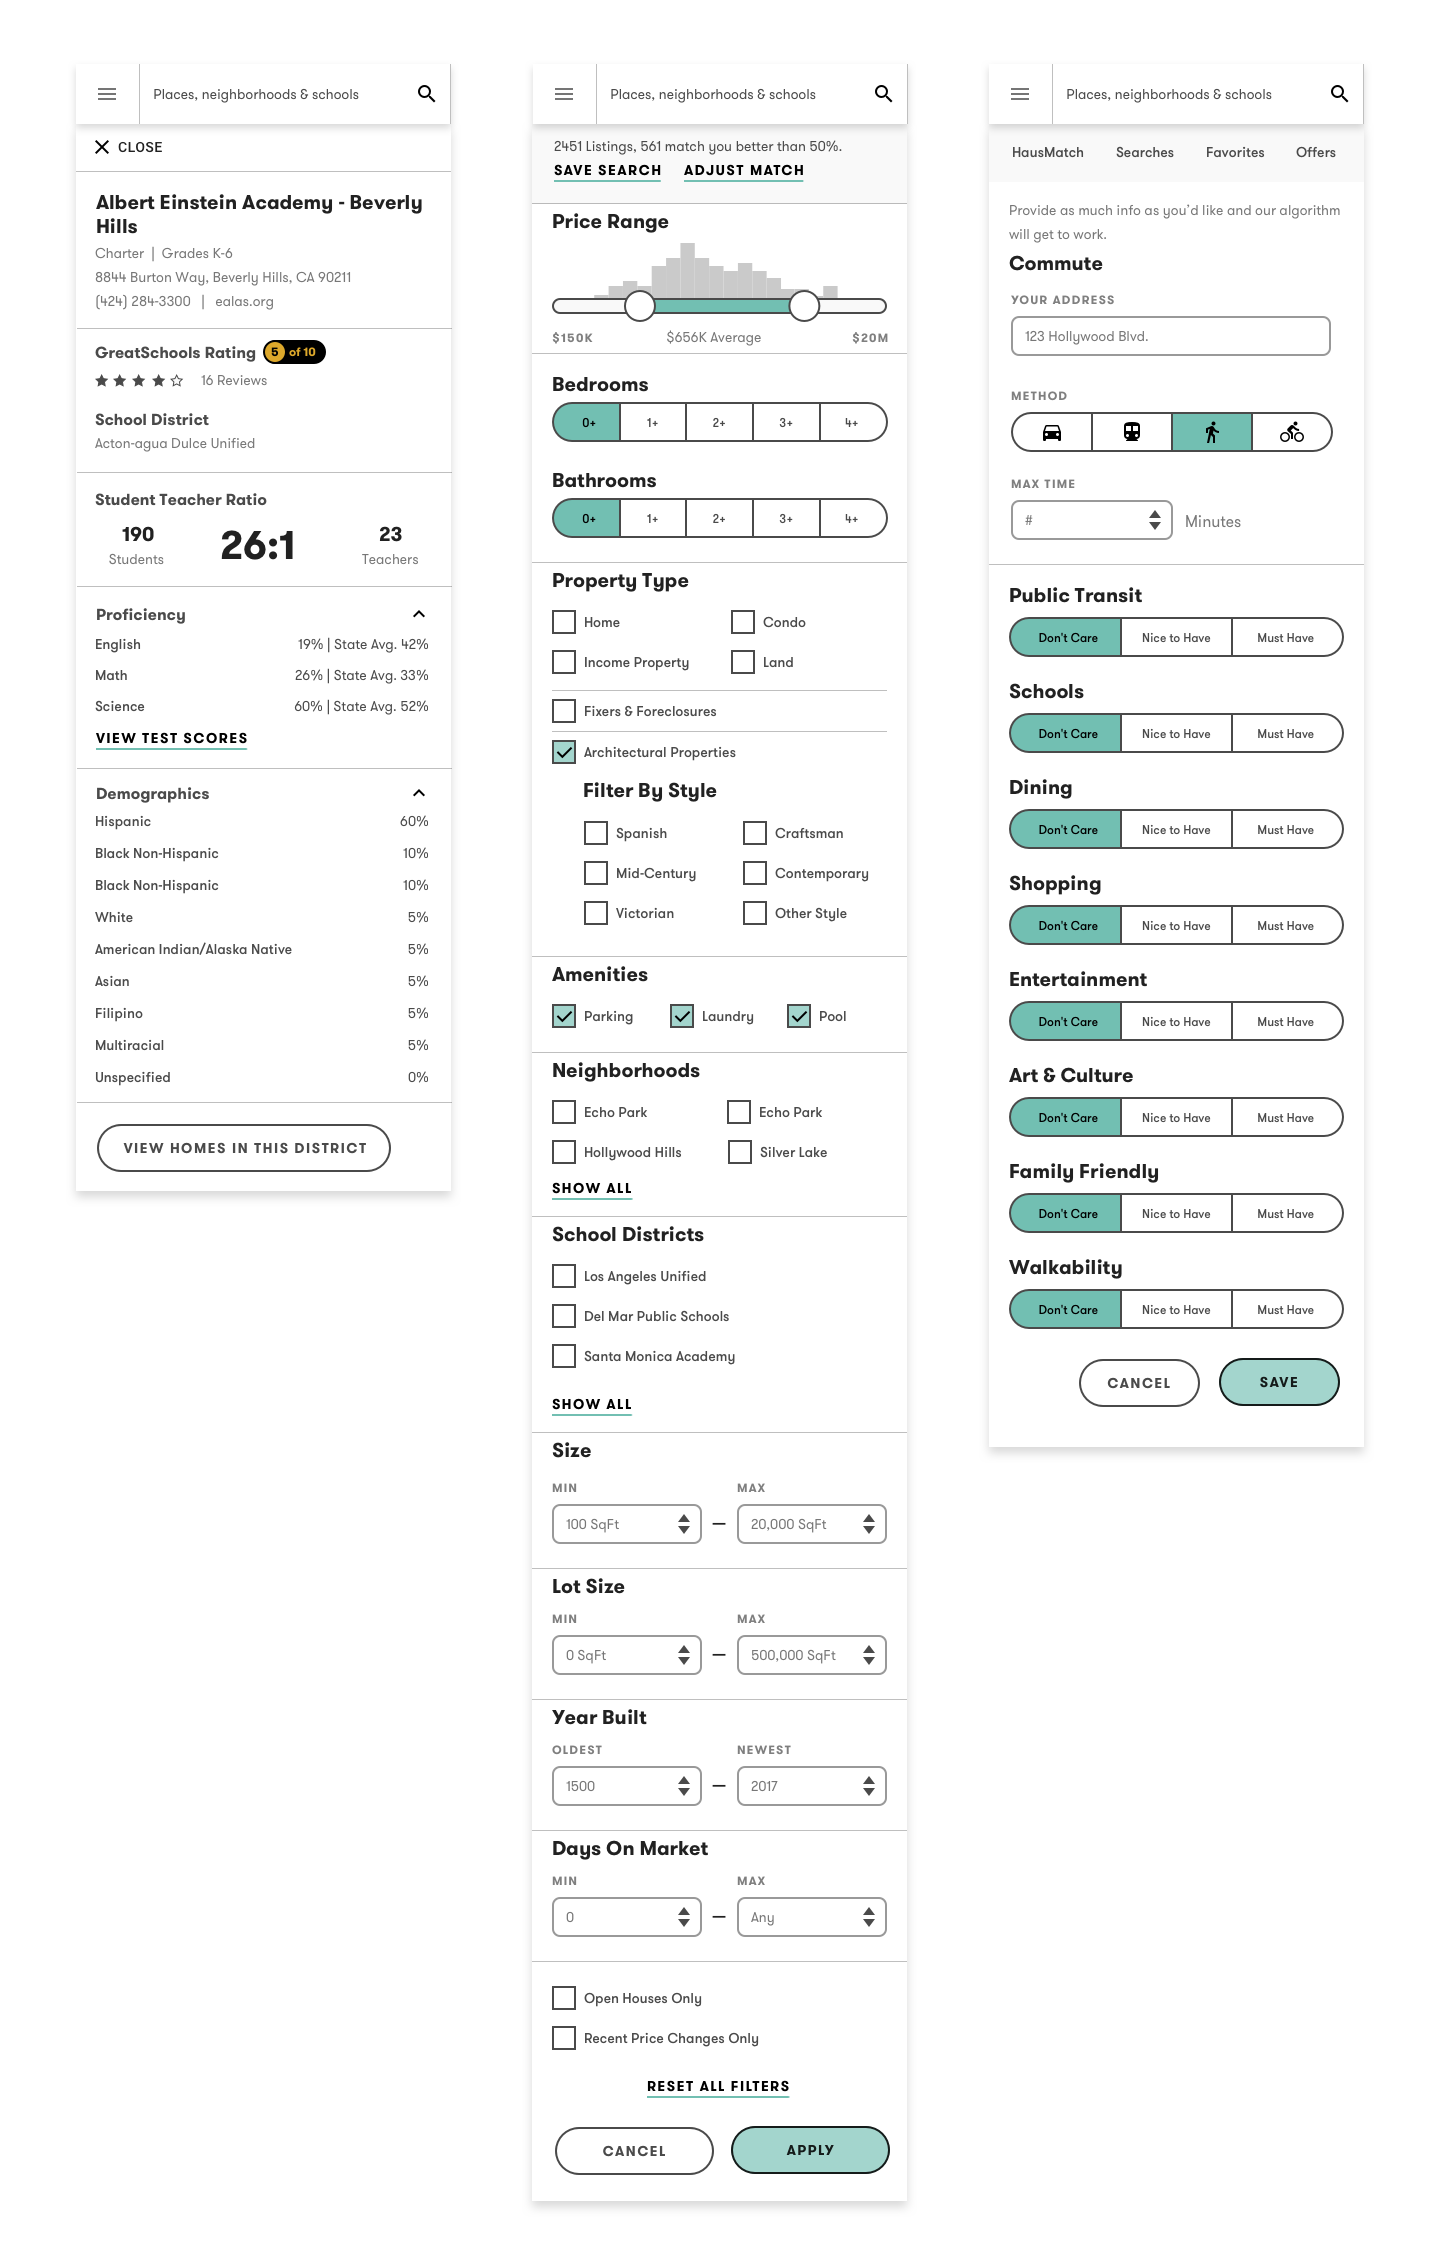 Places, neighborhoods & schools
CLOSE
Albert Einstein Academy - Beverly
Hills
Charter | Grades K-6
8844 Burton Way, Beverly Hills, CA 90211
(424) 284-3300 | ealas.org
GreatSchools Rating 5 of 10
16 Reviews
School District
Acton-agua Dulce Unified
Student Teacher Ratio
190 26:1 23
Students Teachers
Proficiency
English 19% | State Avg. 42%
Math 26% | State Avg. 33%
Science 60% | State Avg. 52%
VIEW TEST SCORES
Demographics
Hispanic 60%
Black Non-Hispanic 10%
Black Non-Hispanic 10%
White 5%
American Indian/Alaska Native 5%
Asian 5%
Filipino 5%
Multiracial 5%
Unspecified 0%
VIEW HOMES IN THIS DISTRICT
Places, neighborhoods & schools
2451 Listings, 561 match you better than 50%.
SAVE SEARCH ADJUST MATCH
Price Range
$150K $656K Average $20M
Bedrooms
0+ 1+ 2+ 3+ 4+
Bathrooms
0+ 1+ 2+ 3+ 4+
Property Type
Home Condo
Income Property Land
Fixers & Foreclosures
Architectural Properties
Filter By Style
Spanish Craftsman
Mid-Century Contemporary
Victorian Other Style
Amenities
Parking Laundry Pool
Neighborhoods
Echo Park Echo Park
Hollywood Hills Silver Lake
SHOW ALL
School Districts
Los Angeles Unified
Del Mar Public Schools
Santa Monica Academy
SHOW ALL
Size
MIN MAX
100 SqFt – 20,000 SqFt
Lot Size
MIN MAX
0 SqFt – 500,000 SqFt
Year Built
OLDEST NEWEST
1500 – 2017
Days On Market
MIN MAX
0 – Any
Open Houses Only
Recent Price Changes Only
RESET ALL FILTERS
CANCEL APPLY
Places, neighborhoods & schools
HausMatch Searches Favorites Offers
Provide as much info as you'd like and our algorithm
will get to work.
Commute
YOUR ADDRESS
123 Hollywood Blvd.
METHOD
MAX TIME
# Minutes
Public Transit
Don't Care Nice to Have Must Have
Schools
Don't Care Nice to Have Must Have
Dining
Don't Care Nice to Have Must Have
Shopping
Don't Care Nice to Have Must Have
Entertainment
Don't Care Nice to Have Must Have
Art & Culture
Don't Care Nice to Have Must Have
Family Friendly
Don't Care Nice to Have Must Have
Walkability
Don't Care Nice to Have Must Have
CANCEL SAVE